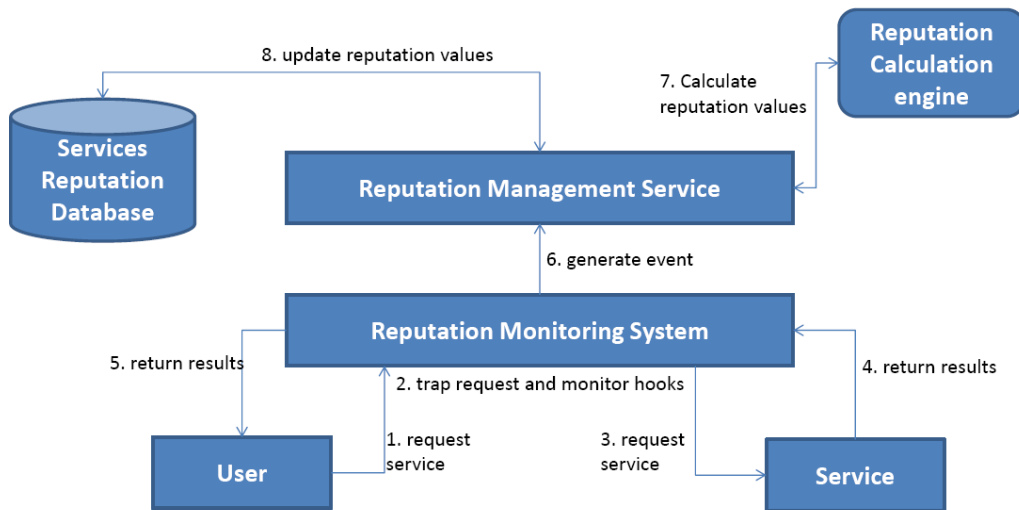 8. update reputation values
Reputation
Calculation
engine
7. Calculate
reputation values
Services
Reputation
Database
Reputation Management Service
6. generate event
Reputation Monitoring System
5. return results
2. trap request and monitor hooks
4. return results
1. request
service
3. request
service
User
Service